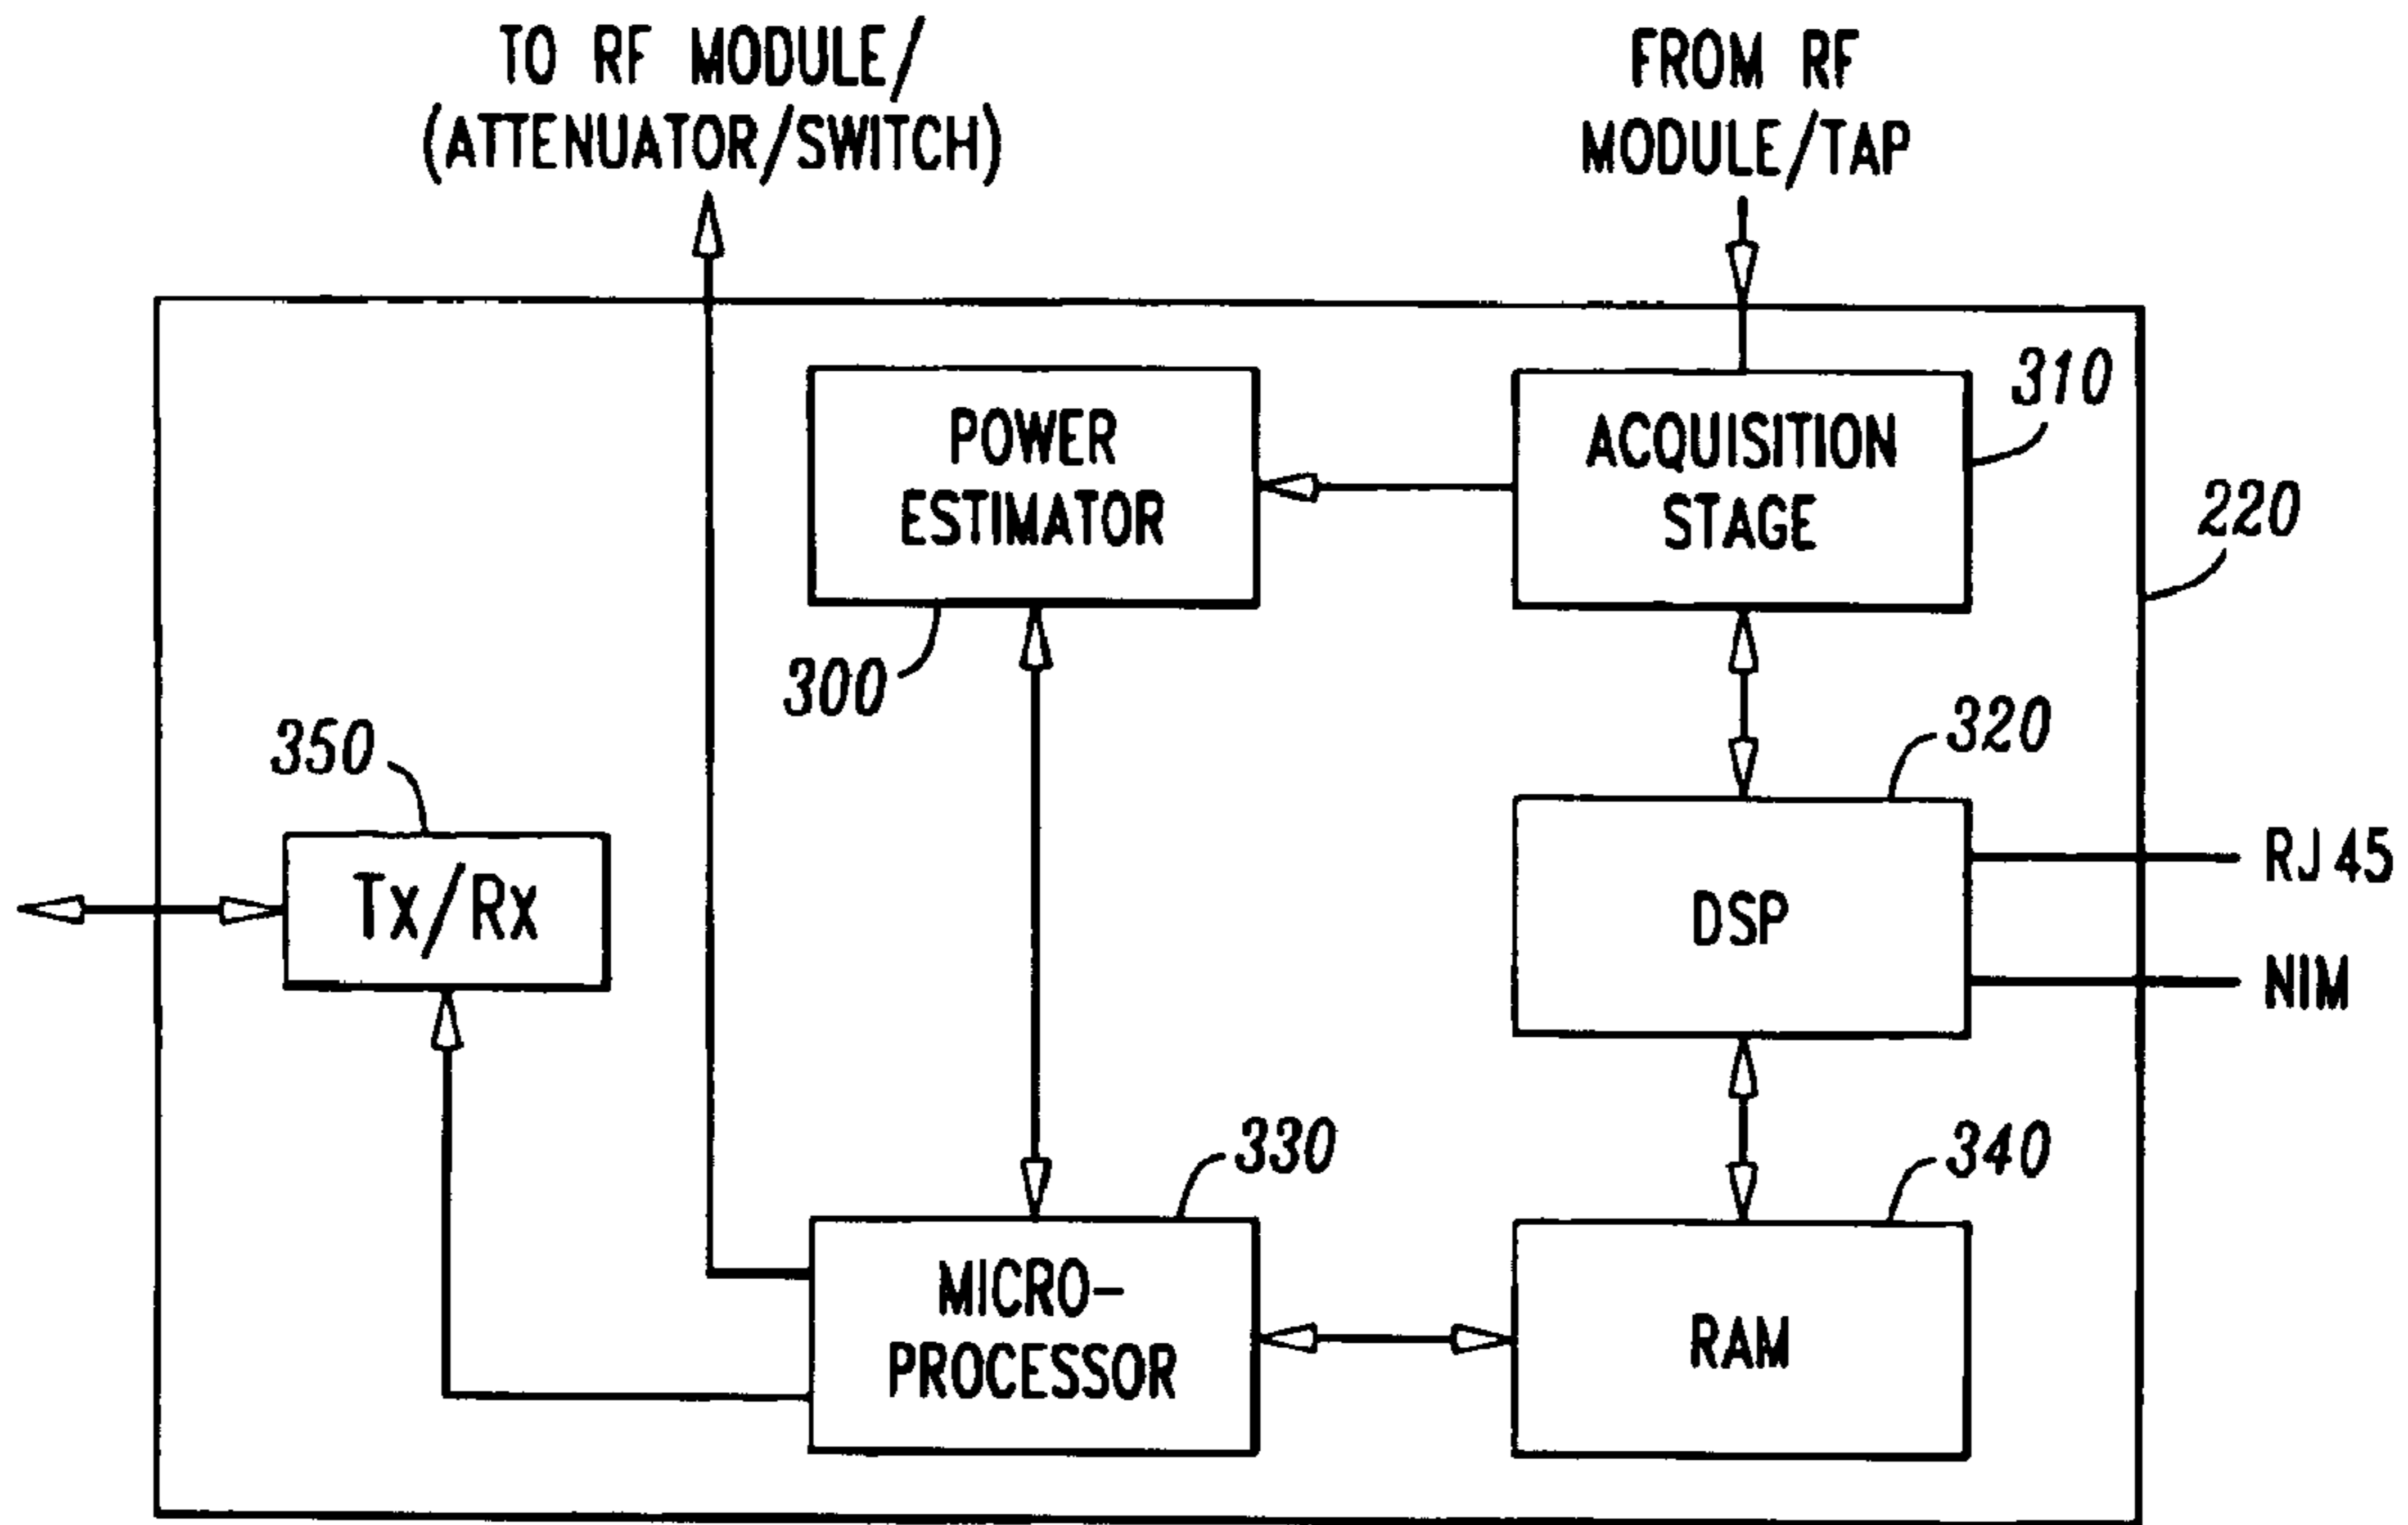 TO RF MODULE/
(ATTENUATOR/SWITCH)
FROM RF
MODULE/TAP
POWER
ESTIMATOR
ACQUISITION
STAGE
310
220
300
320
350
Tx/Rx
DSP
RJ45
NIM
330
340
MICRO-
PROCESSOR
RAM